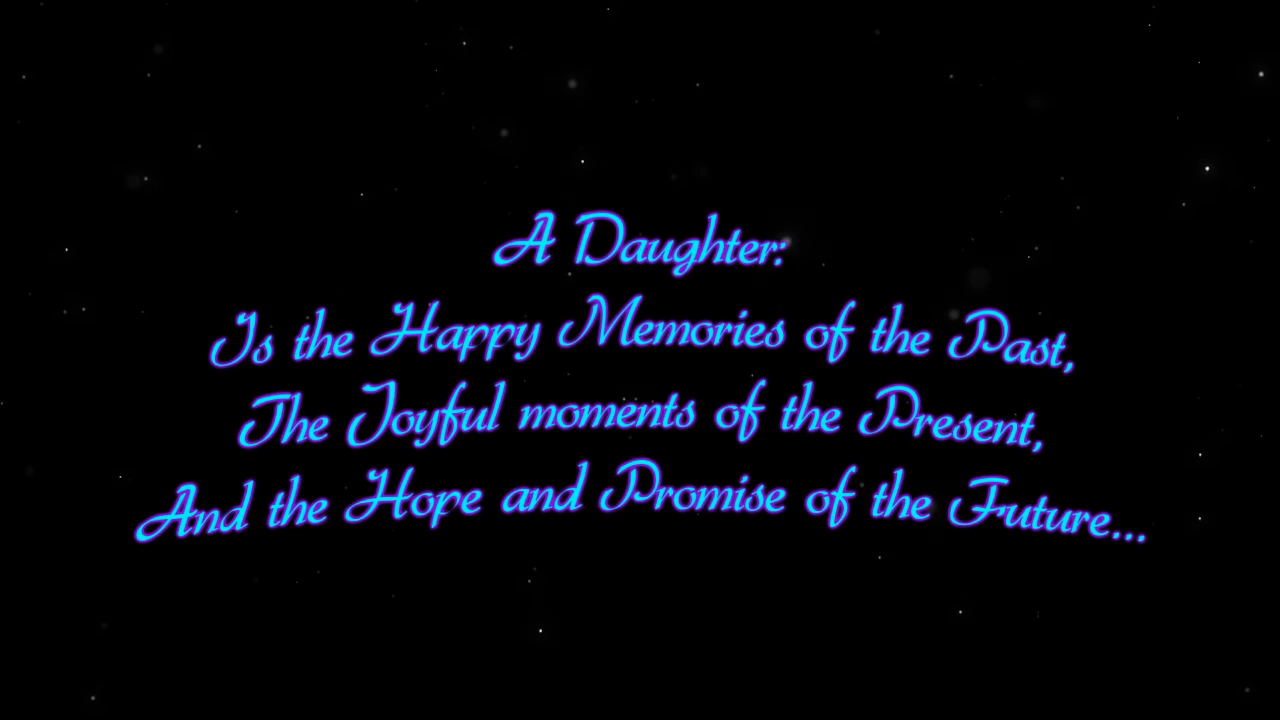 A Daughter:
Is the Happy Memories of the Past,
The Joyful moments of the Present,
And the Hope and Promise of the Future...